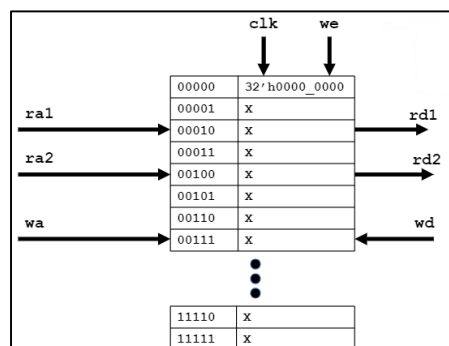 clk we
00000 32'h0000_0000
00001 X
ra1 00010 X rd1
00011 X
ra2 00100 X rd2
00101 X
00110 X
wa 00111 X wd
11110 X
11111 X